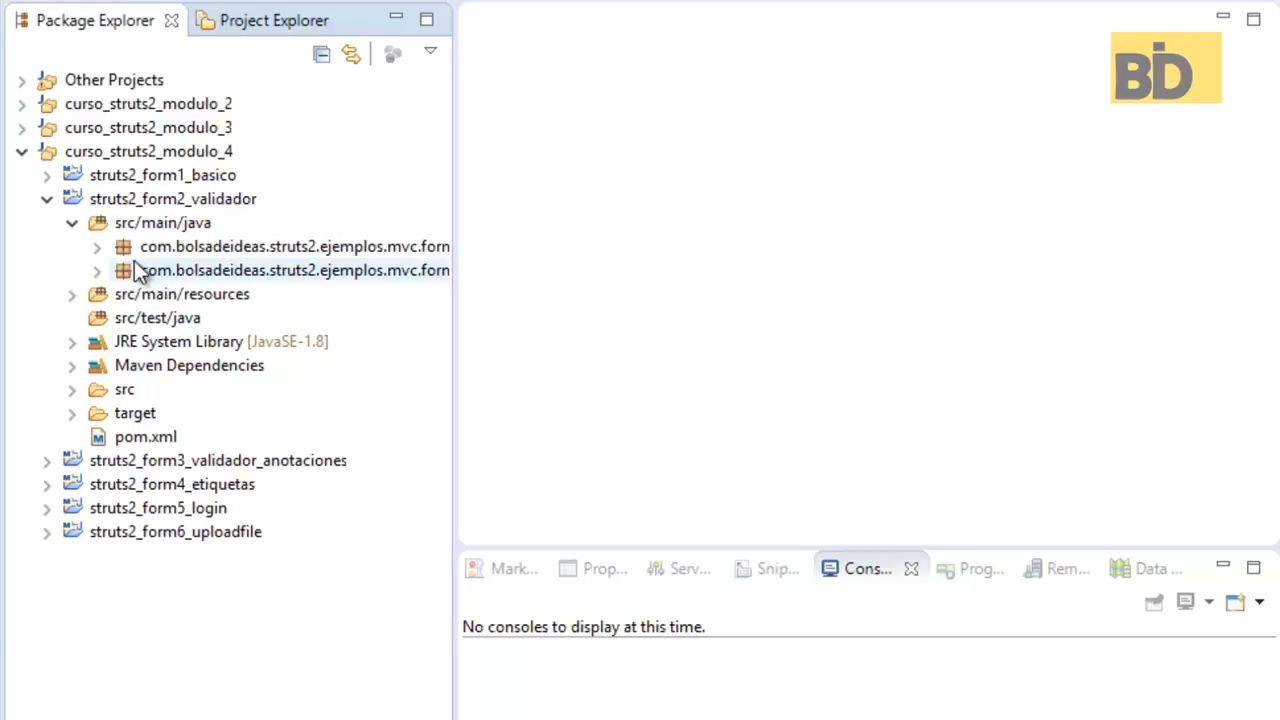 Package Explorer Project Explorer
BID
Other Projects
curso_struts2_modulo_2
curso_struts2_modulo_3
curso_struts2_modulo_4
struts2_form1_basico
struts2_form2_validador
src/main/java
com.bolsadeideas.struts2.ejemplos.mvc.forn
com.bolsadeideas.struts2.ejemplos.mvc.forn
src/main/resources
src/test/java
JRE System Library [JavaSE-1.8]
Maven Dependencies
src
target
pom.xml
struts2_form3_validador_anotaciones
struts2_form4_etiquetas
struts2_form5_login
struts2_form6_uploadfile
Mark... Prop... Serv... Snip... Cons... Prog... Rem... Data ...
No consoles to display at this time.